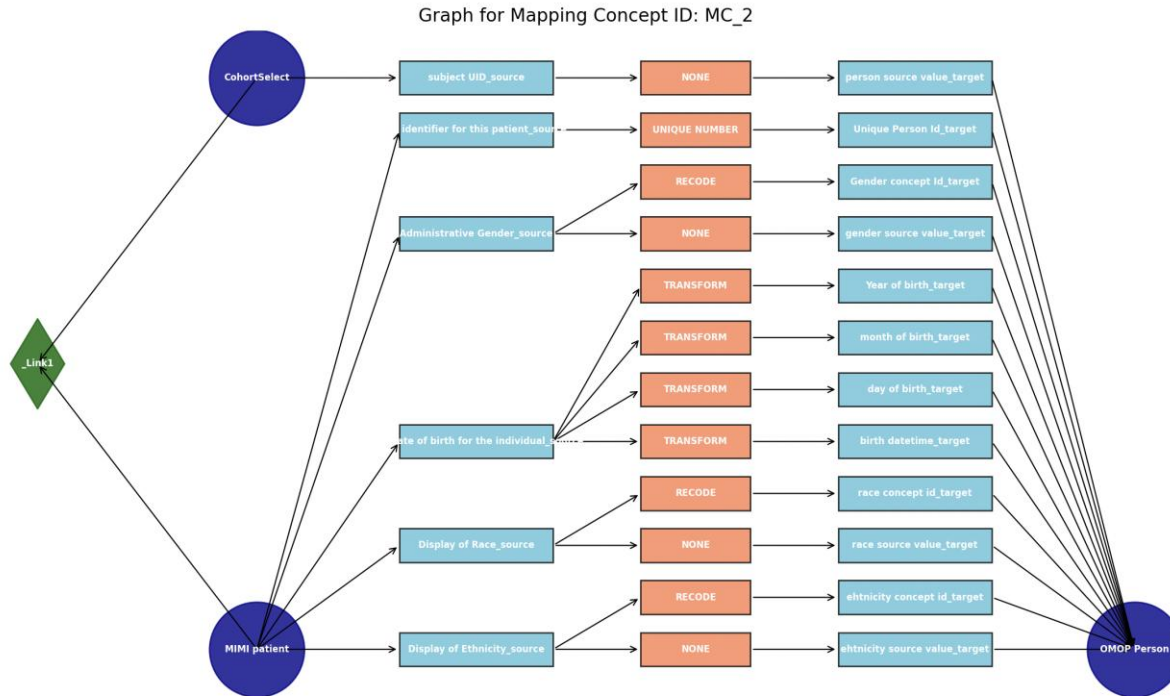 Graph for Mapping Concept ID: MC_2
CohortSelect
subject UID_source
NONE
person source value_target
identifier for this patient_source
UNIQUE NUMBER
Unique Person Id_target
RECODE
Gender concept Id_target
Administrative Gender_source
NONE
gender source value_target
TRANSFORM
Year of birth_target
TRANSFORM
month of birth_target
_Link1
TRANSFORM
day of birth_target
ate of birth for the individual_source
TRANSFORM
birth datetime_target
RECODE
race concept id_target
Display of Race_source
NONE
race source value_target
RECODE
ehtnicity concept id_target
MIMI patient
Display of Ethnicity_source
NONE
ehtnicity source value_target
OMOP Person